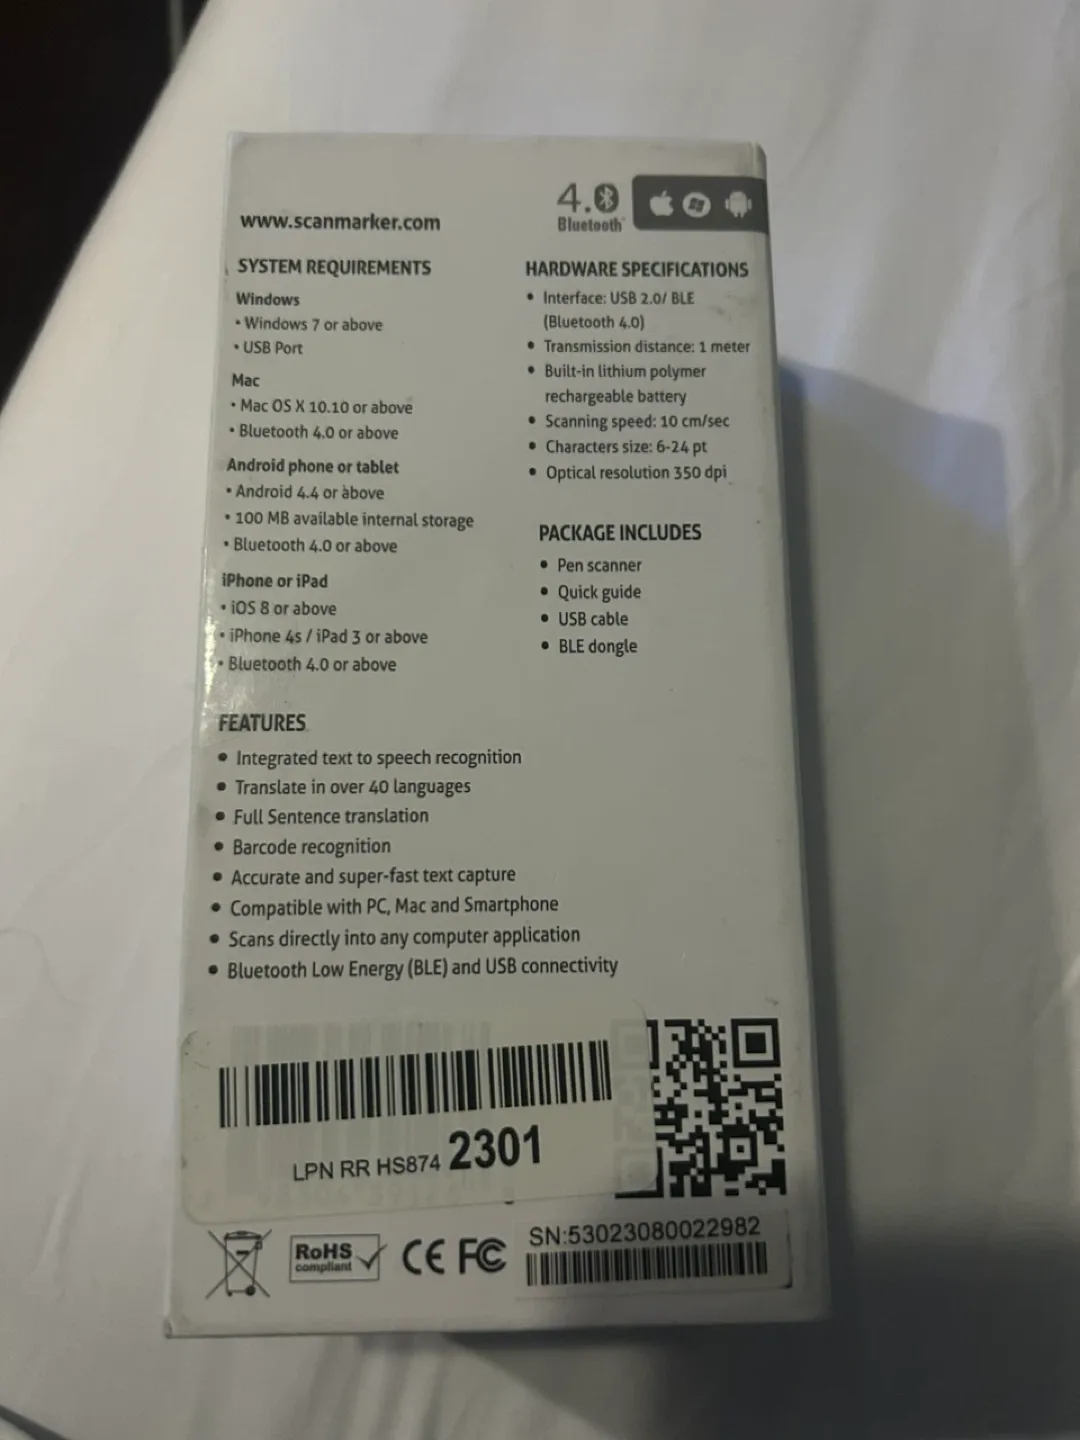 www.scanmarker.com
4.0
Bluetooth
SYSTEM REQUIREMENTS
Windows
• Windows 7 or above
• USB Port
Mac
• Mac OS X 10.10 or above
• Bluetooth 4.0 or above
Android phone or tablet
• Android 4.4 or above
• 100 MB available internal storage
• Bluetooth 4.0 or above
iPhone or iPad
• iOS 8 or above
• iPhone 4s / iPad 3 or above
• Bluetooth 4.0 or above
HARDWARE SPECIFICATIONS
• Interface: USB 2.0/ BLE
(Bluetooth 4.0)
• Transmission distance: 1 meter
• Built-in lithium polymer
rechargeable battery
• Scanning speed: 10 cm/sec
• Characters size: 6-24 pt
• Optical resolution 350 dpi
PACKAGE INCLUDES
• Pen scanner
• Quick guide
• USB cable
• BLE dongle
FEATURES
• Integrated text to speech recognition
• Translate in over 40 languages
• Full Sentence translation
• Barcode recognition
• Accurate and super-fast text capture
• Compatible with PC, Mac and Smartphone
• Scans directly into any computer application
• Bluetooth Low Energy (BLE) and USB connectivity
LPN RR HS874 2301
RoHS
compliant
CE FC
SN:53023080022982